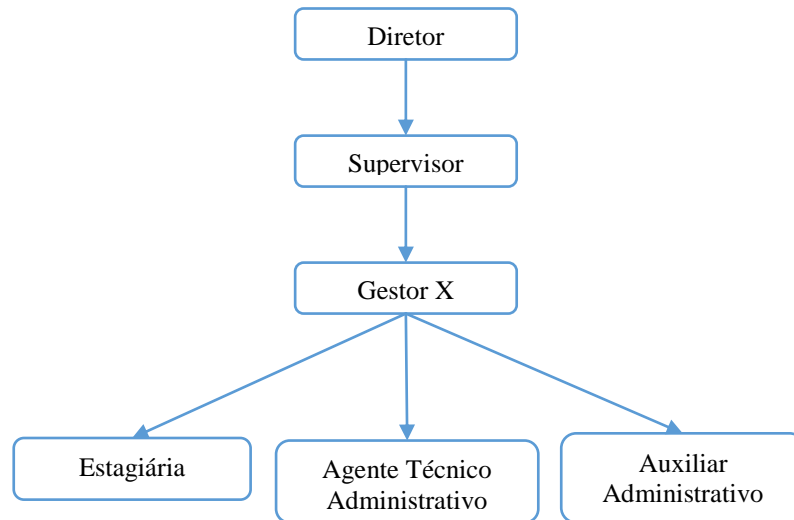 Diretor
Supervisor
Gestor X
Estagiária
Agente Técnico
Administrativo
Auxiliar
Administrativo